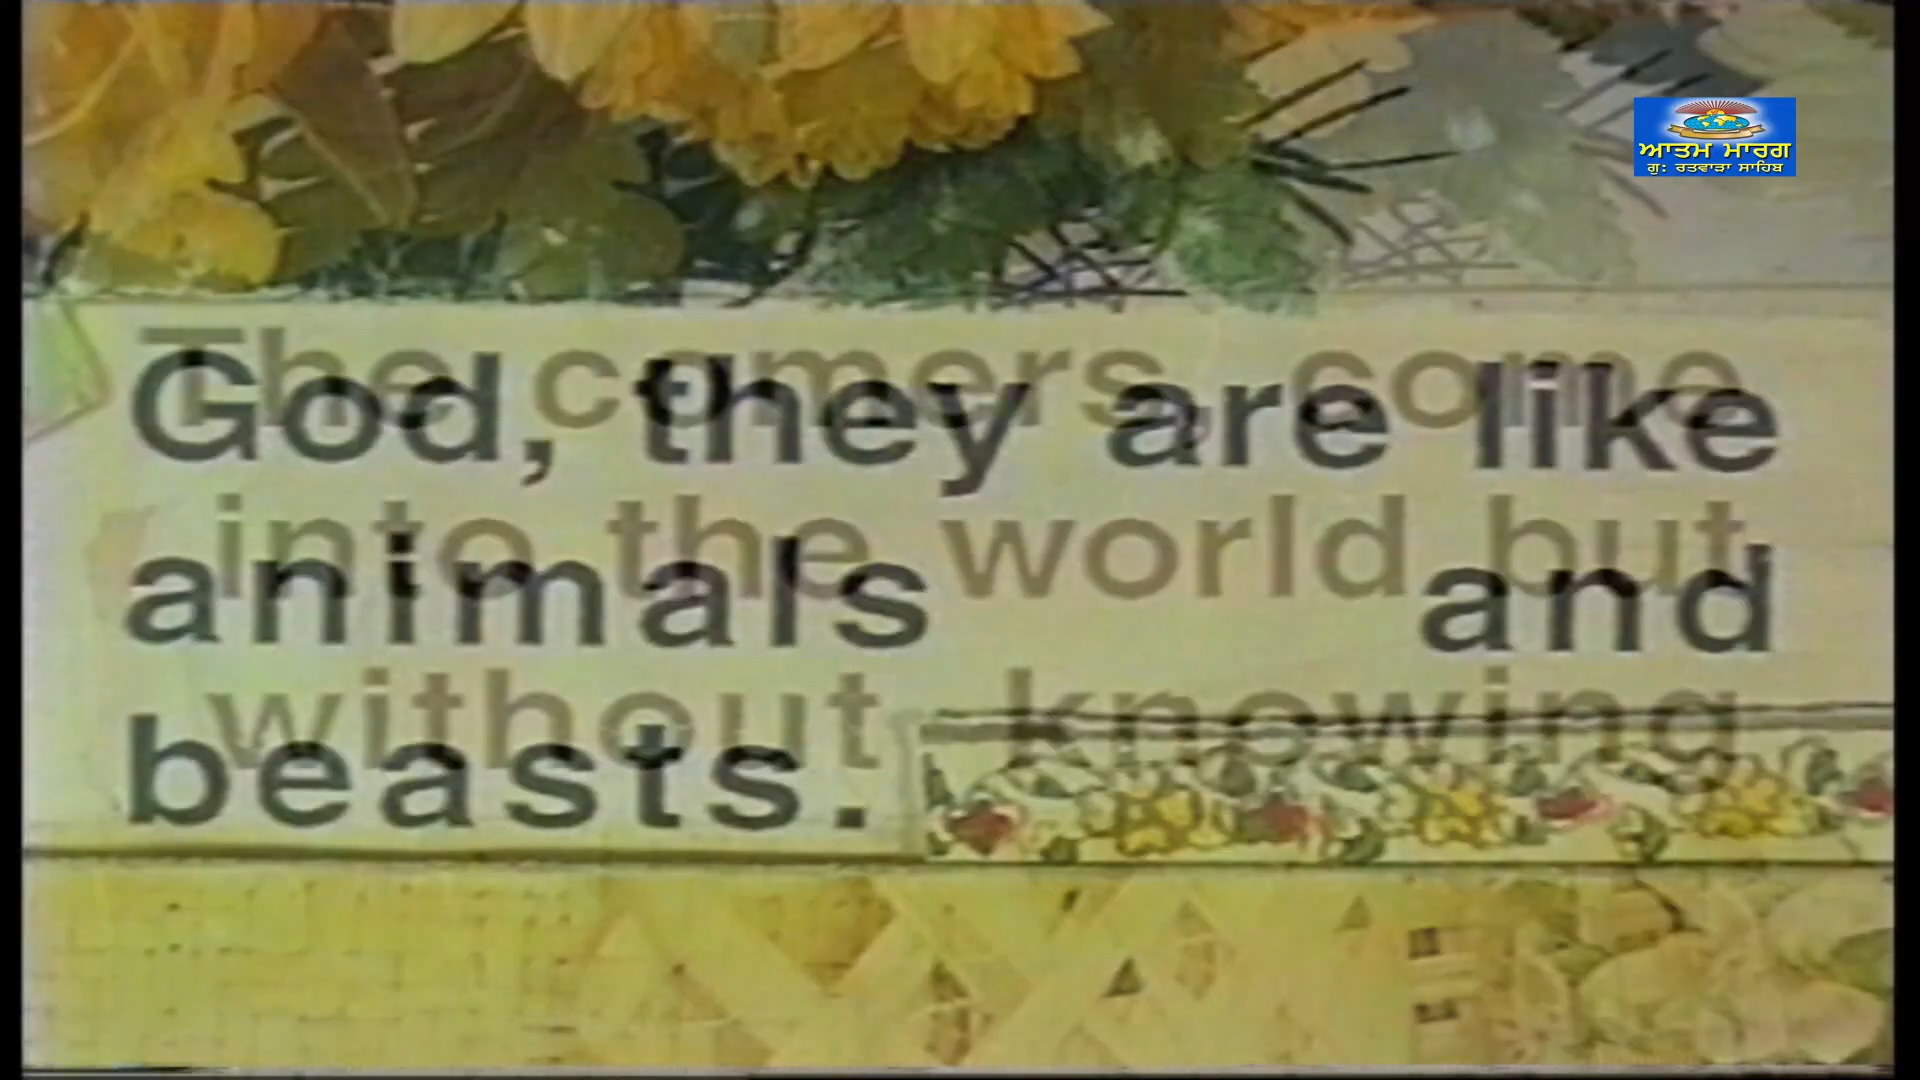 ਆਤਮ ਮਾਰਗ
ਗੁ: ਰਤਵਾੜਾ ਸਾਹਿਬ
The comers, come
into the world but
without knowing
God, they are like
animals and
beasts.